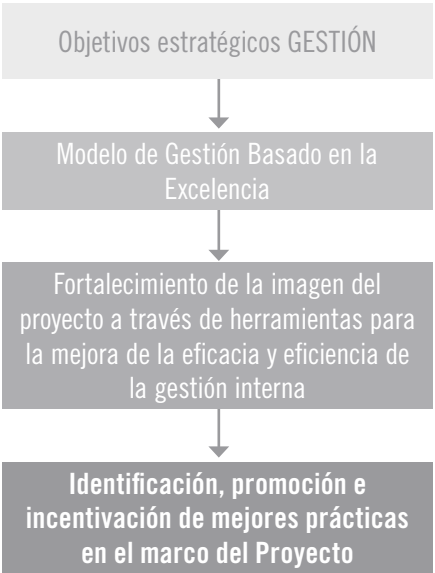 Objetivos estratégicos GESTIÓN
Modelo de Gestión Basado en la
Excelencia
Fortalecimiento de la imagen del
proyecto a través de herramientas para
la mejora de la eficacia y eficiencia de
la gestión interna
Identificación, promoción e
incentivación de mejores prácticas
en el marco del Proyecto